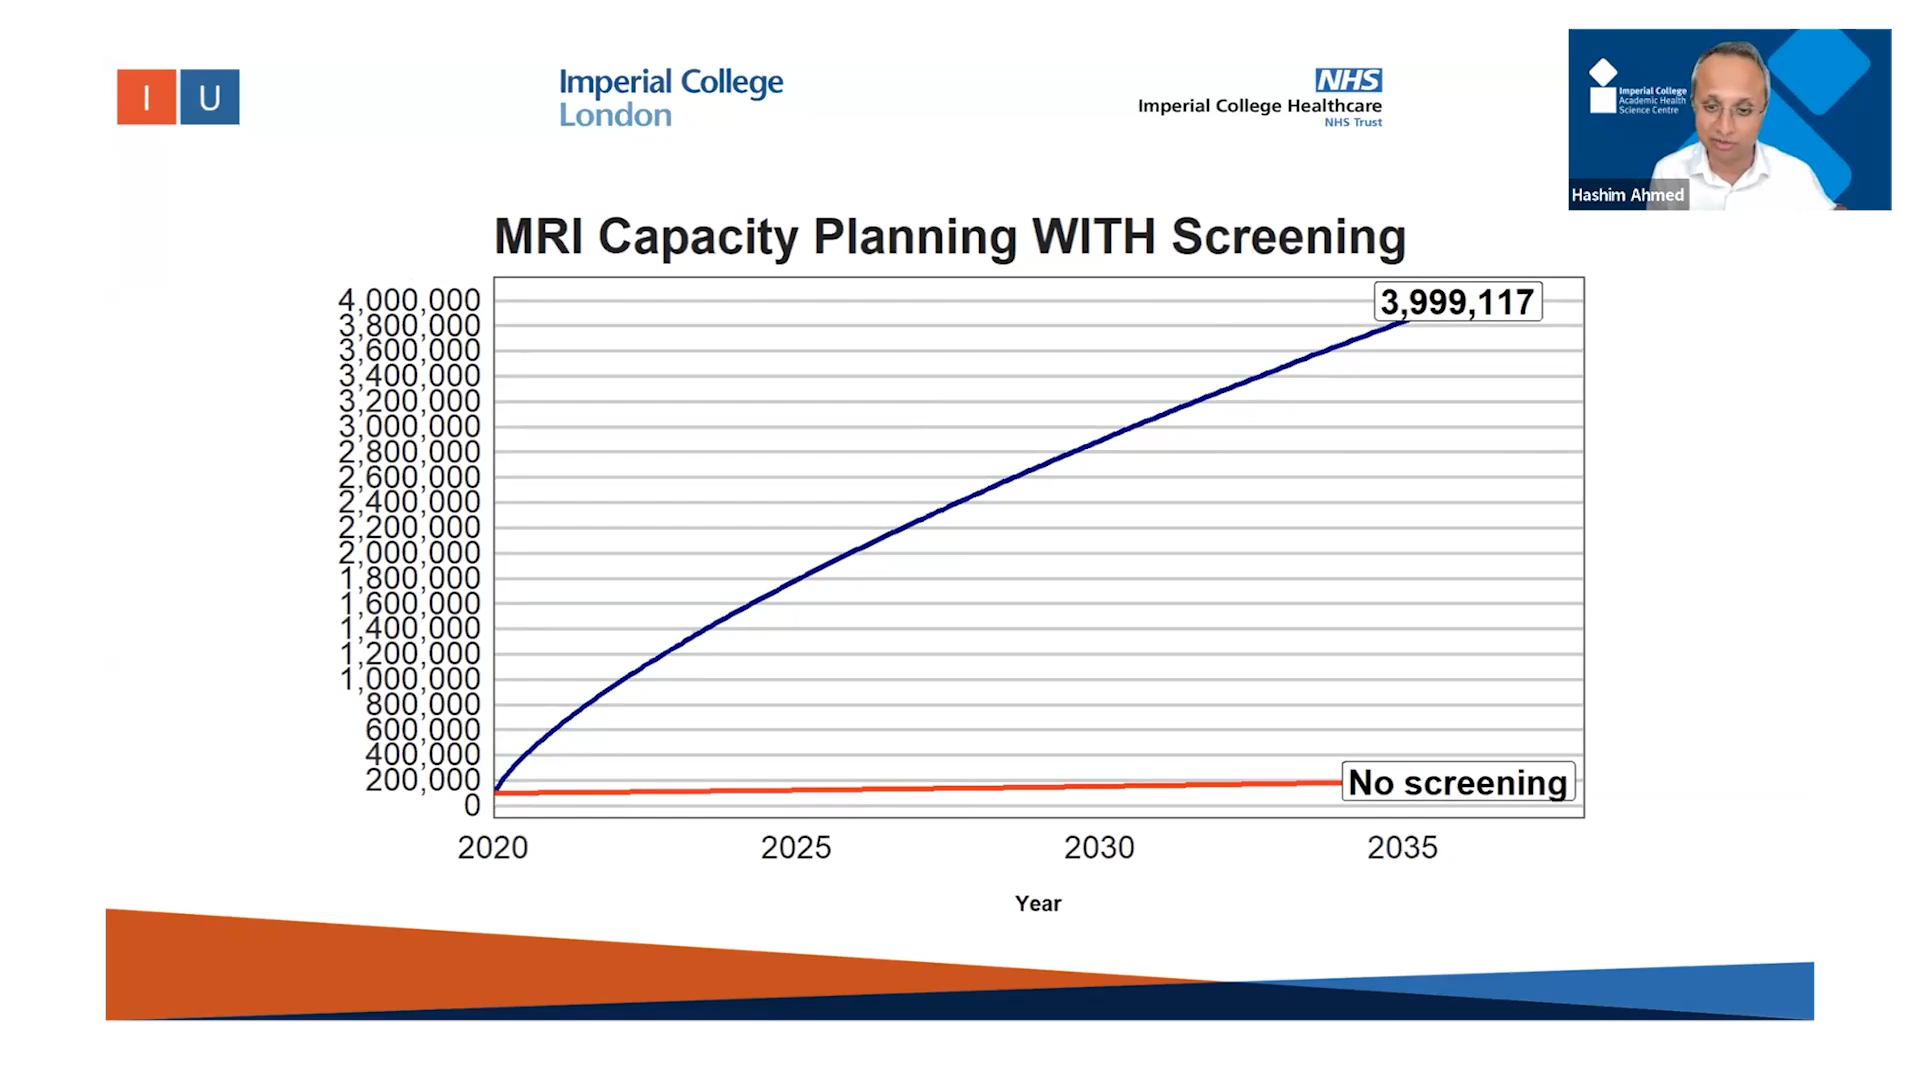 I U
Imperial College
London
NHS
Imperial College Healthcare
NHS Trust
Imperial College
Academic Health
Science Centre
Hashim Ahmed
MRI Capacity Planning WITH Screening
4,000,000
3,800,000
3,600,000
3,400,000
3,200,000
3,000,000
2,800,000
2,600,000
2,400,000
2,200,000
2,000,000
1,800,000
1,600,000
1,400,000
1,200,000
1,000,000
800,000
600,000
400,000
200,000
0
3,999,117
No screening
2020 2025 2030 2035
Year